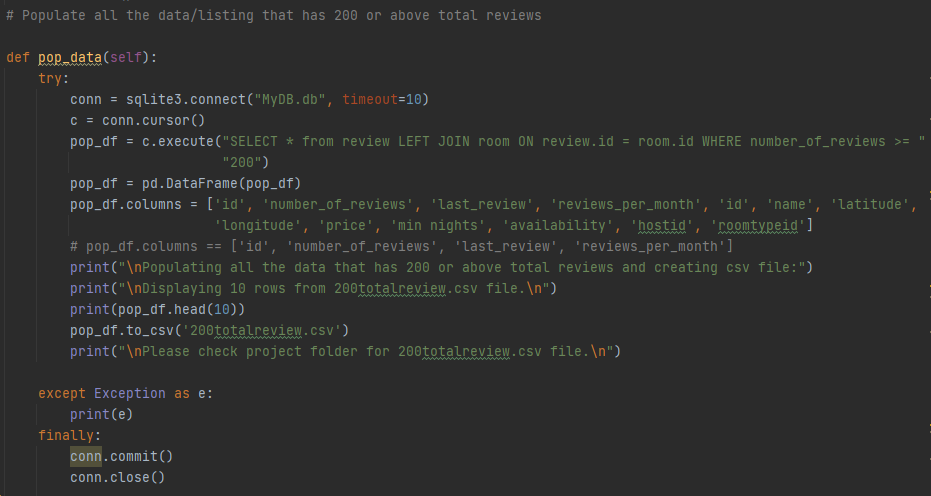 # Populate all the data/listing that has 200 or above total reviews
def pop_data(self):
try:
conn = sqlite3.connect("MyDB.db", timeout=10)
c = conn.cursor()
pop_df = c.execute("SELECT * from review LEFT JOIN room ON review.id = room.id WHERE number_of_reviews >= "
"200")
pop_df = pd.DataFrame(pop_df)
pop_df.columns = ['id', 'number_of_reviews', 'last_review', 'reviews_per_month', 'id', 'name', 'latitude',
'longitude', 'price', 'min nights', 'availability', 'hostid', 'roomtypeid']
# pop_df.columns == ['id', 'number_of_reviews', 'last_review', 'reviews_per_month']
print("\nPopulating all the data that has 200 or above total reviews and creating csv file:")
print("\nDisplaying 10 rows from 200totalreview.csv file.\n")
print(pop_df.head(10))
pop_df.to_csv('200totalreview.csv')
print("\nPlease check project folder for 200totalreview.csv file.\n")
except Exception as e:
print(e)
finally:
conn.commit()
conn.close()